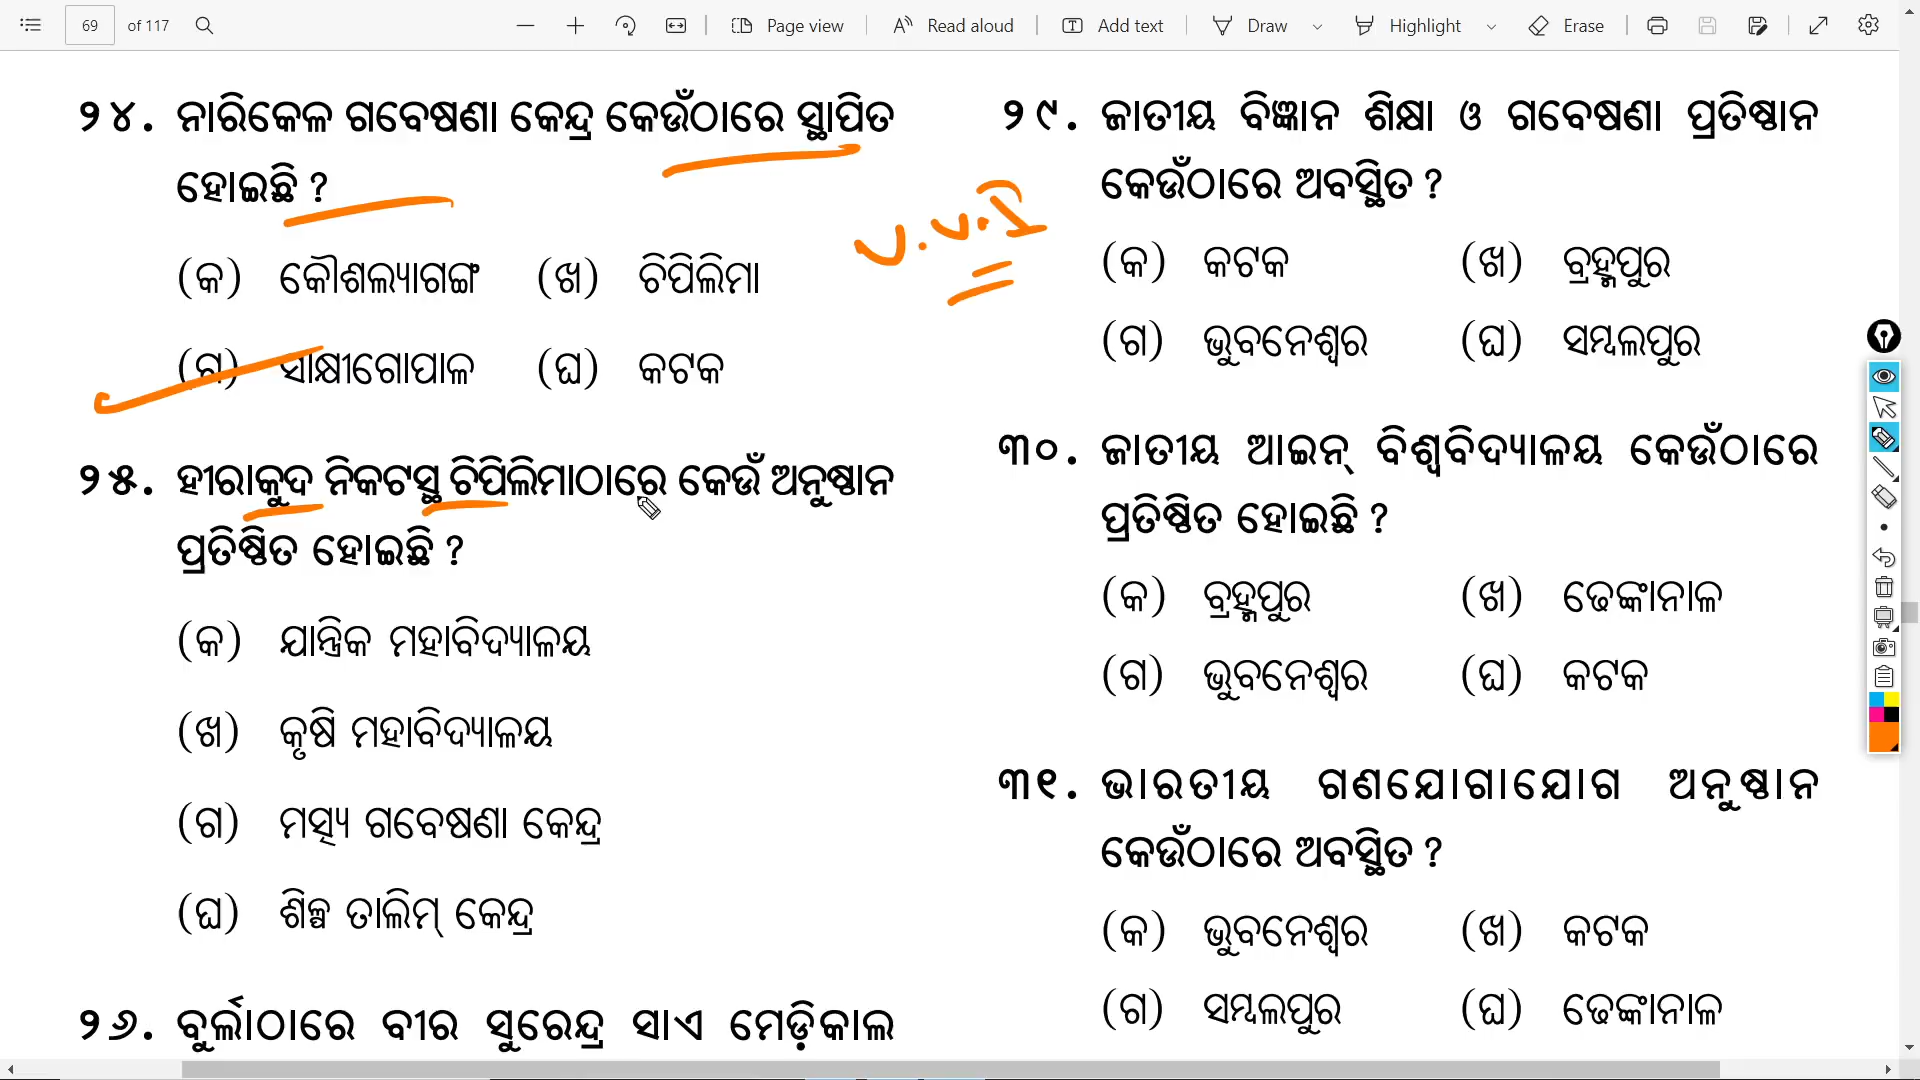 69 of 117 Page view Read aloud Add text Draw Highlight Erase
୨୪. ନାରିକେଳ ଗବେଷଣା କେନ୍ଦ୍ର କେଉଁଠାରେ ସ୍ଥାପିତ
ହୋଇଛି ?
(କ) କୌଶଲ୍ୟାଗଙ୍ଗ (ଖ) ଚିପିଲିମା
(ଗ) ସାକ୍ଷୀଗୋପାଳ (ଘ) କଟକ
୨୫. ହୀରାକୁଦ ନିକଟସ୍ଥ ଚିପିଲିମାଠାରେ କେଉଁ ଅନୁଷ୍ଠାନ
ପ୍ରତିଷ୍ଠିତ ହୋଇଛି ?
(କ) ଯାନ୍ତ୍ରିକ ମହାବିଦ୍ୟାଳୟ
(ଖ) କୃଷି ମହାବିଦ୍ୟାଳୟ
(ଗ) ମତ୍ସ୍ୟ ଗବେଷଣା କେନ୍ଦ୍ର
(ଘ) ଶିଳ୍ପ ତାଲିମ୍ କେନ୍ଦ୍ର
୨୬. ବୁର୍ଲାଠାରେ ବୀର ସୁରେନ୍ଦ୍ର ସାଏ ମେଡ଼ିକାଲ
V.V.I
୨୯. ଜାତୀୟ ବିଜ୍ଞାନ ଶିକ୍ଷା ଓ ଗବେଷଣା ପ୍ରତିଷ୍ଠାନ
କେଉଁଠାରେ ଅବସ୍ଥିତ ?
(କ) କଟକ (ଖ) ବ୍ରହ୍ମପୁର
(ଗ) ଭୁବନେଶ୍ୱର (ଘ) ସମ୍ବଲପୁର
୩୦. ଜାତୀୟ ଆଇନ୍ ବିଶ୍ୱବିଦ୍ୟାଳୟ କେଉଁଠାରେ
ପ୍ରତିଷ୍ଠିତ ହୋଇଛି ?
(କ) ବ୍ରହ୍ମପୁର (ଖ) ଢେଙ୍କାନାଳ
(ଗ) ଭୁବନେଶ୍ୱର (ଘ) କଟକ
୩୧. ଭାରତୀୟ ଗଣଯୋଗାଯୋଗ ଅନୁଷ୍ଠାନ
କେଉଁଠାରେ ଅବସ୍ଥିତ ?
(କ) ଭୁବନେଶ୍ୱର (ଖ) କଟକ
(ଗ) ସମ୍ବଲପୁର (ଘ) ଢେଙ୍କାନାଳ